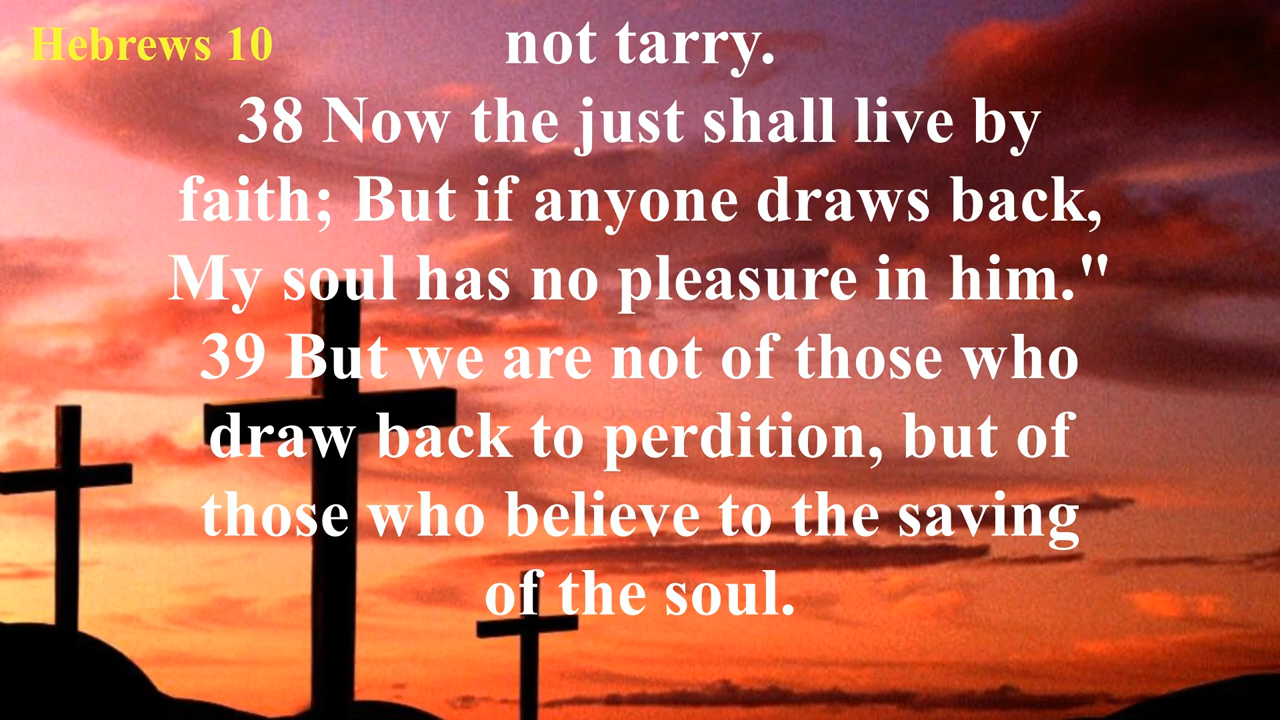 Hebrews 10
not tarry.
38 Now the just shall live by
faith; But if anyone draws back,
My soul has no pleasure in him."
39 But we are not of those who
draw back to perdition, but of
those who believe to the saving
of the soul.